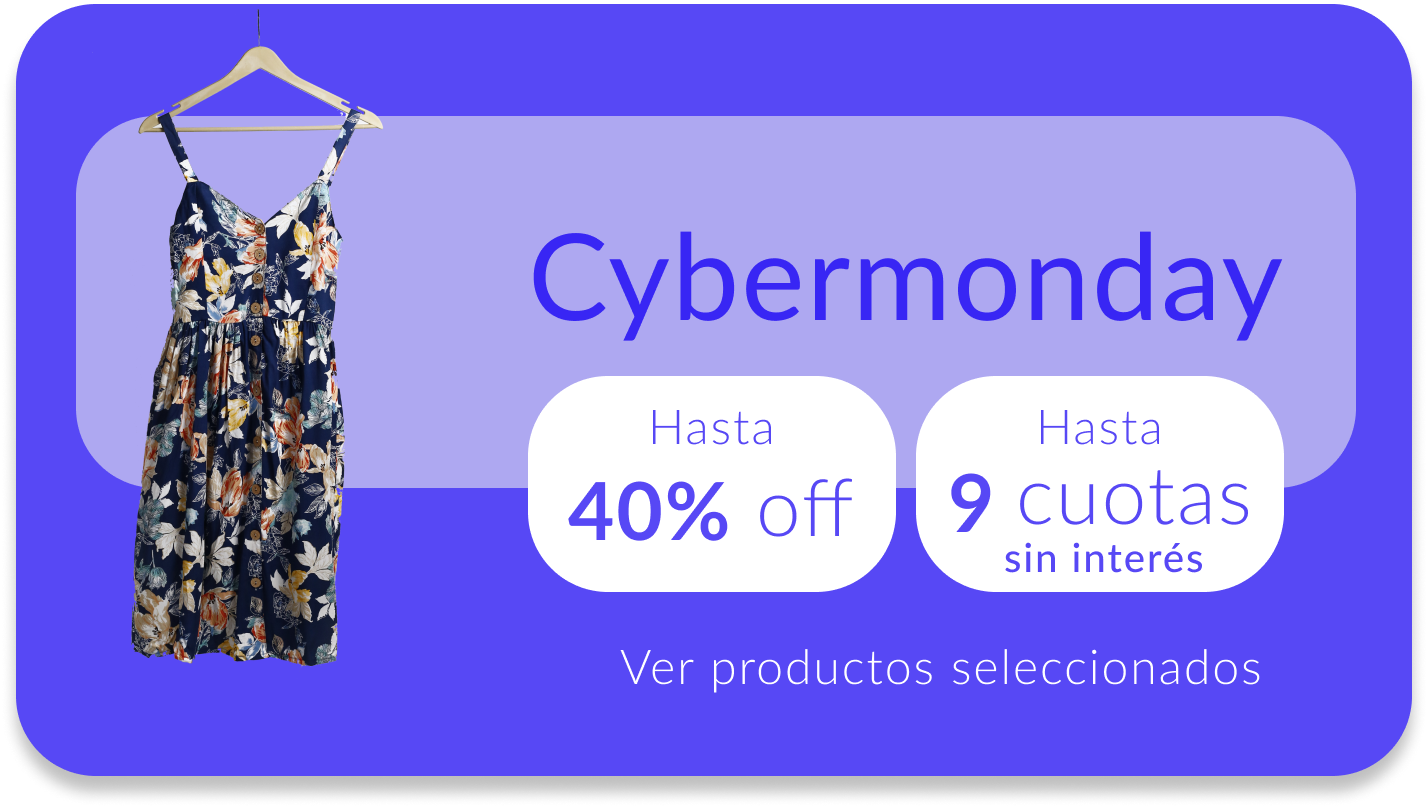 Cybermonday
Hasta
40% off
Hasta
9 cuotas
sin interés
Ver productos seleccionados